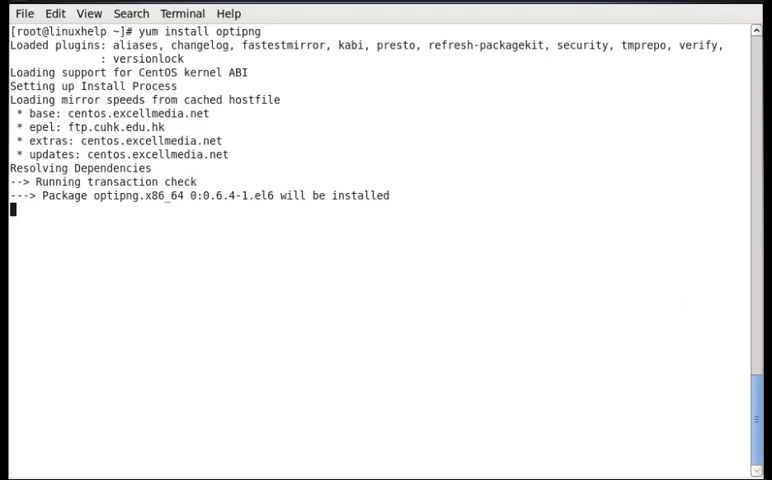 File Edit View Search Terminal Help
[root@linuxhelp ~]# yum install optipng
Loaded plugins: aliases, changelog, fastestmirror, kabi, presto, refresh-packagekit, security, tmprepo, verify,
              : versionlock
Loading support for CentOS kernel ABI
Setting up Install Process
Loading mirror speeds from cached hostfile
 * base: centos.excellmedia.net
 * epel: ftp.cuhk.edu.hk
 * extras: centos.excellmedia.net
 * updates: centos.excellmedia.net
Resolving Dependencies
--> Running transaction check
---> Package optipng.x86_64 0:0.6.4-1.el6 will be installed